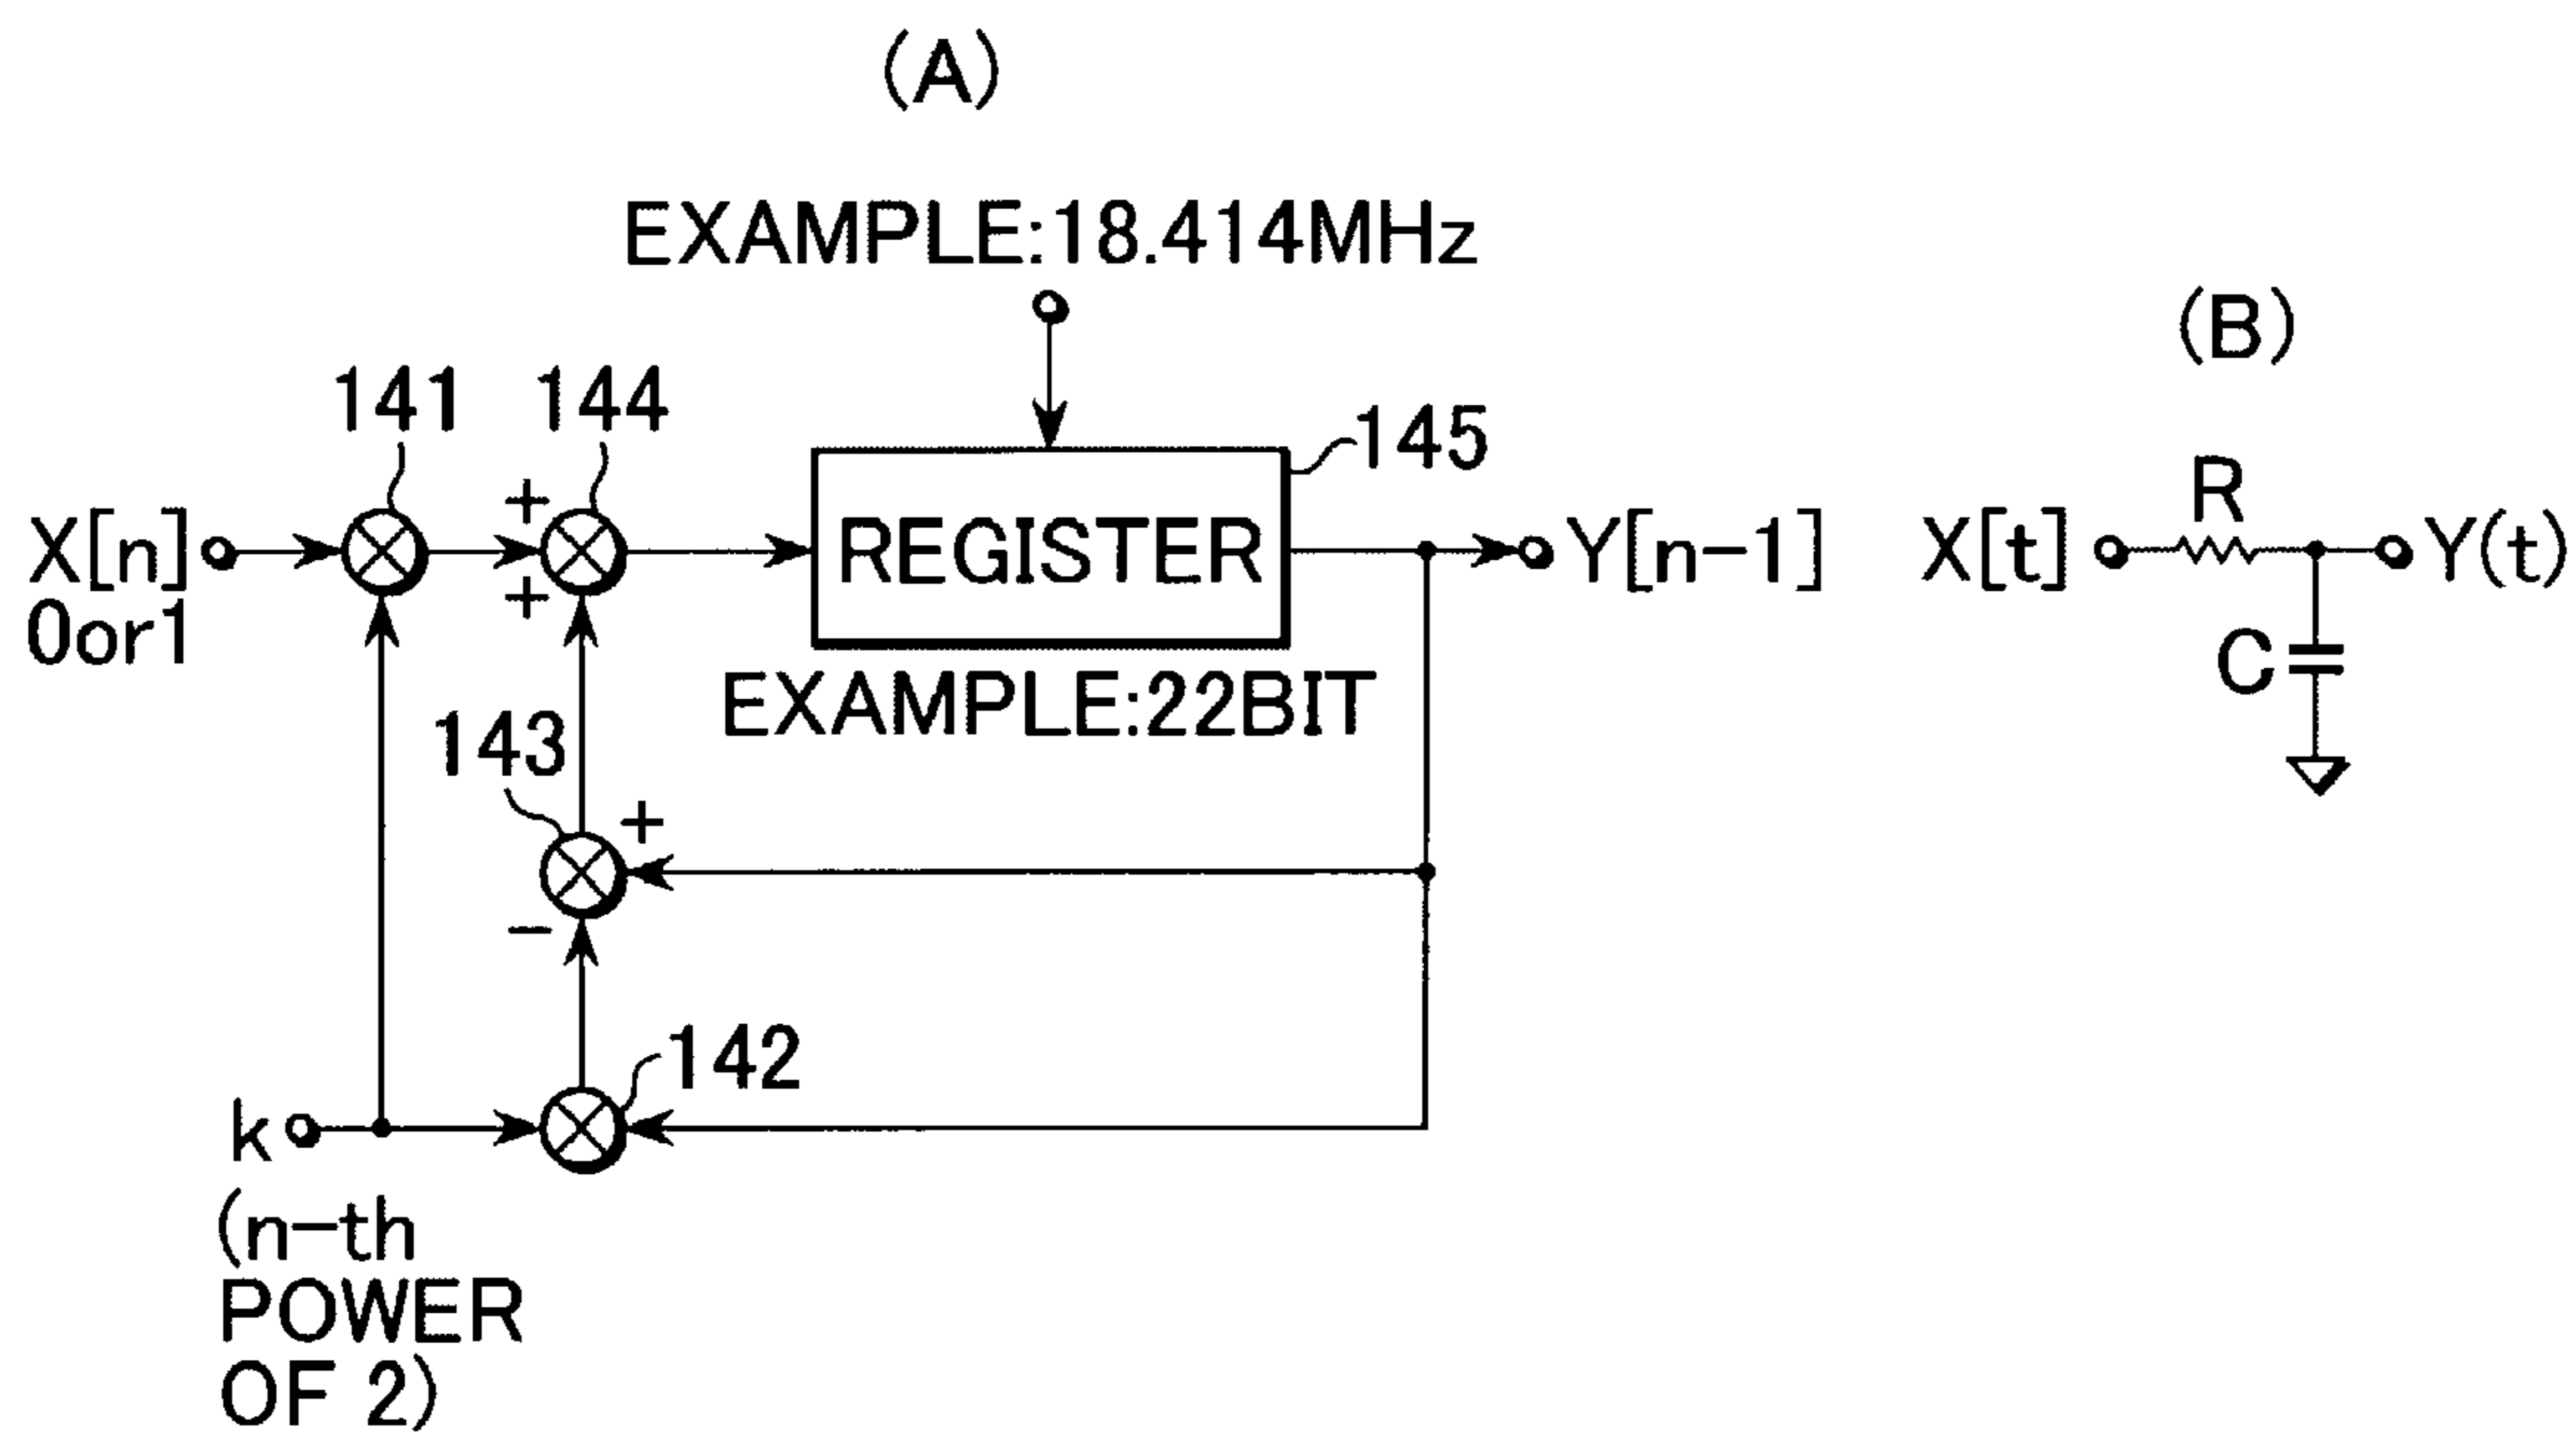 (A)
EXAMPLE:18.414MHz
(B)
141
144
145
+
X[n]
0or1
+
REGISTER
Y[n-1]
X[t]
R
Y(t)
C
EXAMPLE:22BIT
143
+
-
142
k
(n-th
POWER
OF 2)